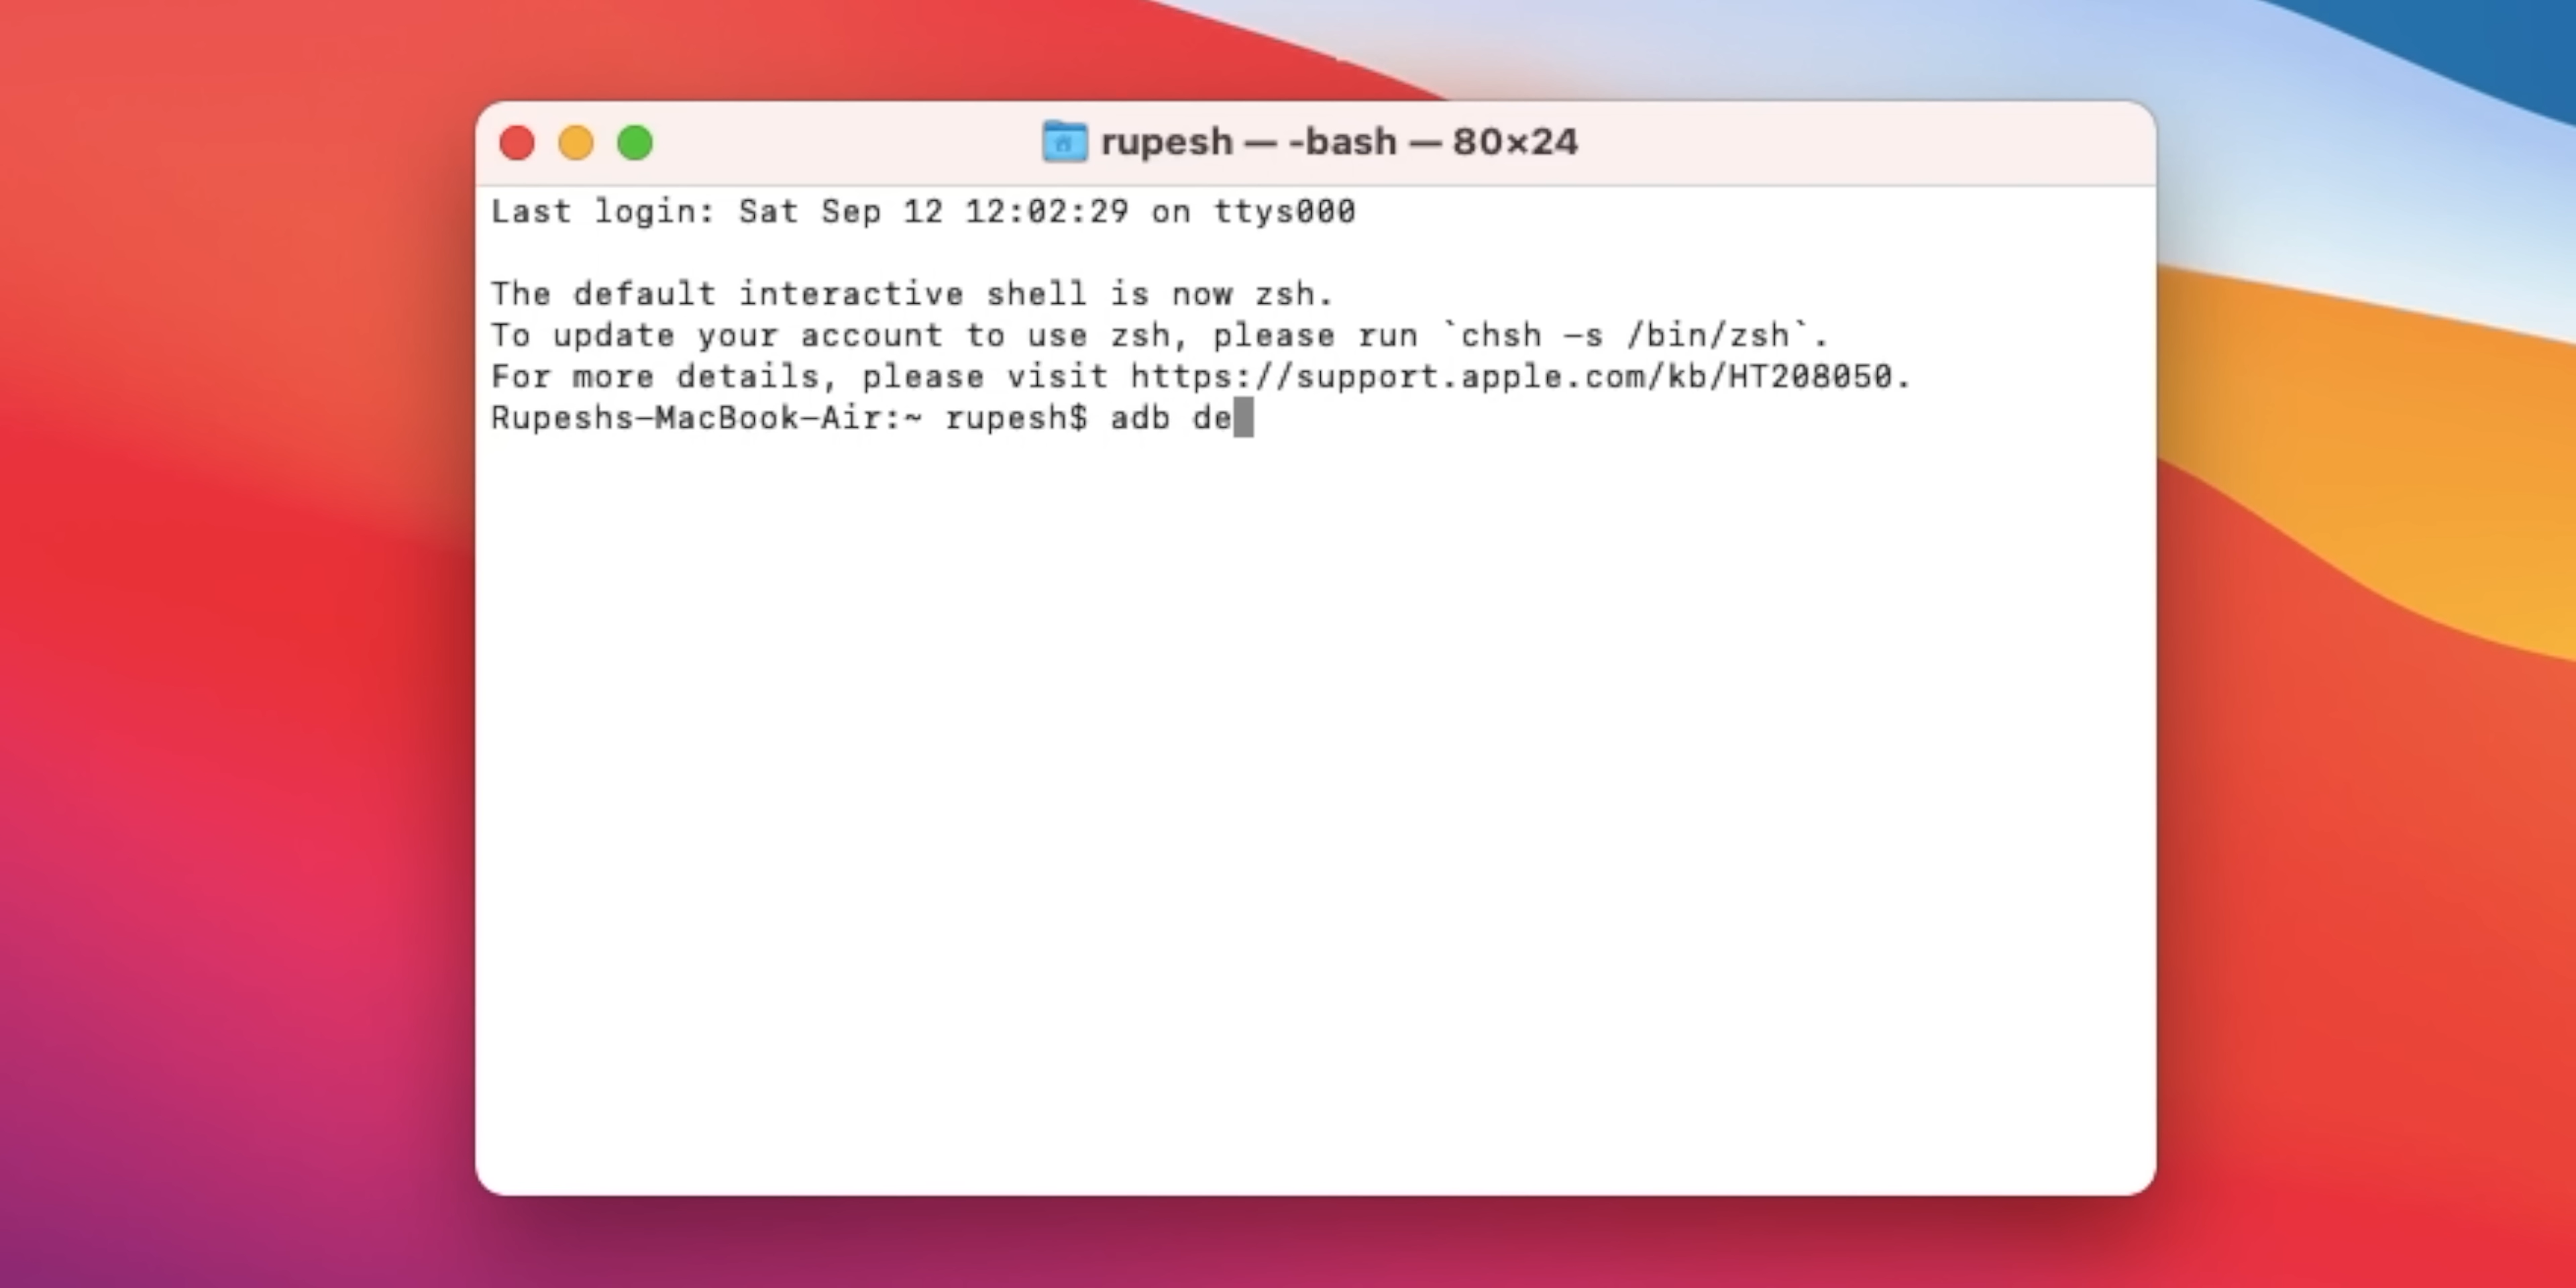 rupesh — -bash — 80×24
Last login: Sat Sep 12 12:02:29 on ttys000
The default interactive shell is now zsh.
To update your account to use zsh, please run `chsh -s /bin/zsh`.
For more details, please visit https://support.apple.com/kb/HT208050.
Rupeshs-MacBook-Air:~ rupesh$ adb de